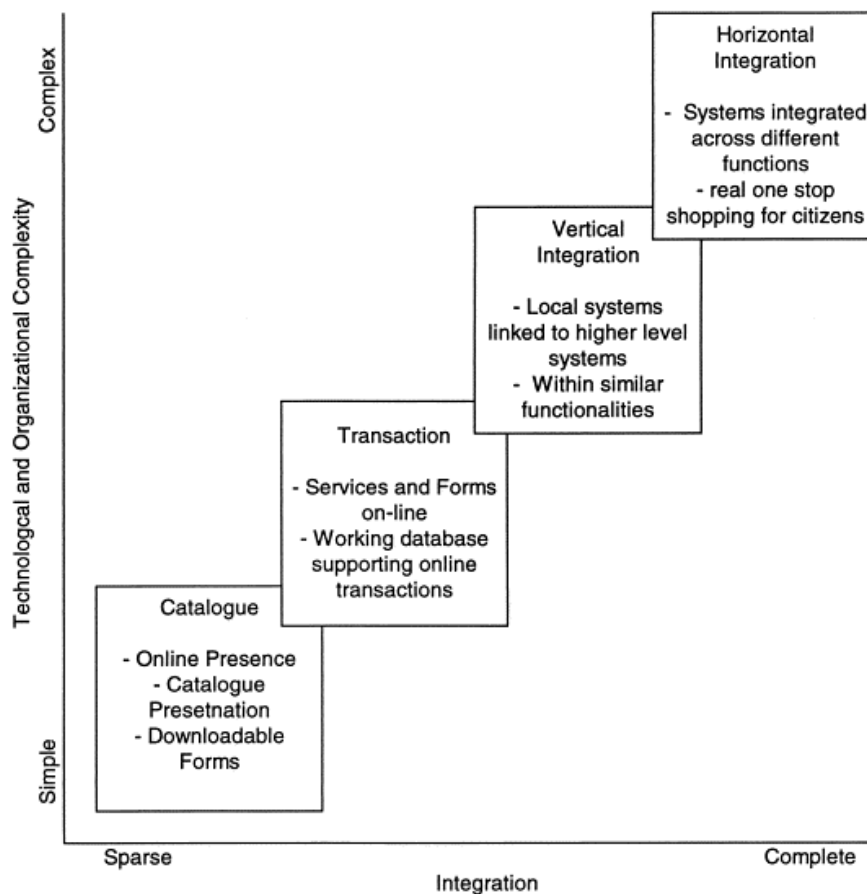 Technologcal and Organizational Complexity
Complex
Simple
Horizontal
Integration
- Systems integrated
across different
functions
- real one stop
shopping for citizens
Vertical
Integration
- Local systems
linked to higher level
systems
- Within similar
functionalities
Transaction
- Services and Forms
on-line
- Working database
supporting online
transactions
Catalogue
- Online Presence
- Catalogue
Presetnation
- Downloadable
Forms
Sparse
Complete
Integration